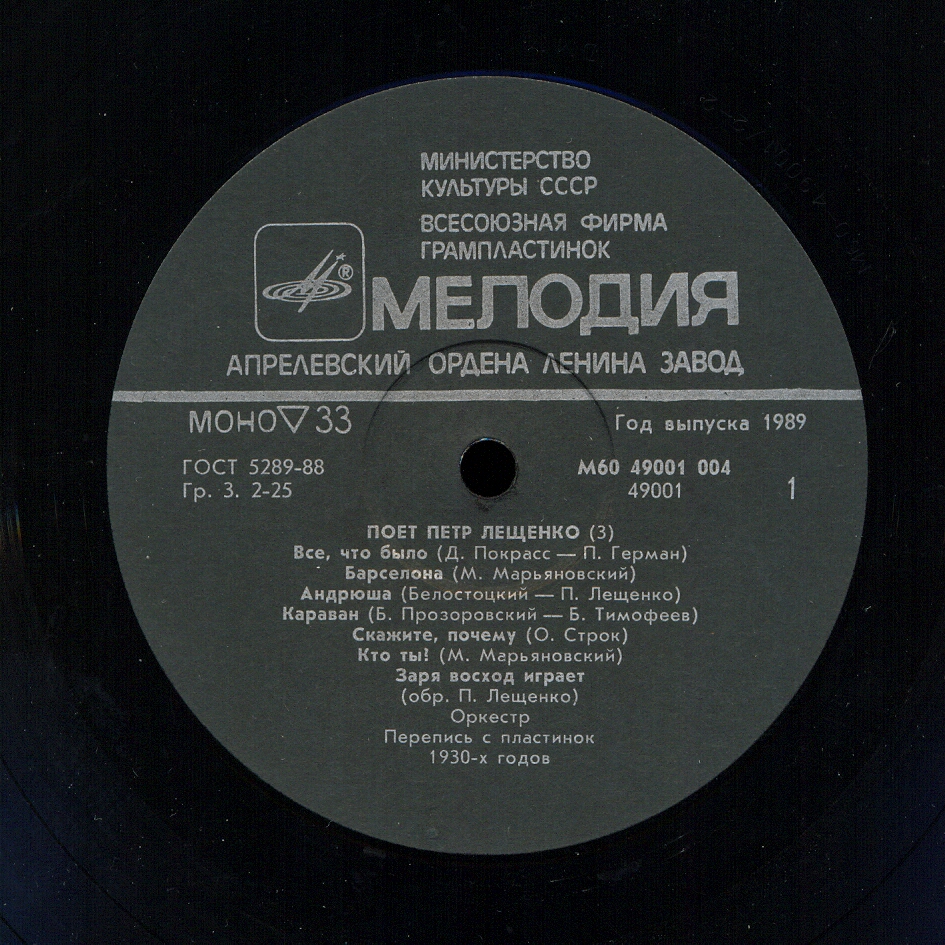 МИНИСТЕРСТВО
КУЛЬТУРЫ СССР
ВСЕСОЮЗНАЯ ФИРМА
ГРАМПЛАСТИНОК
®
МЕЛОДИЯ
АПРЕЛЕВСКИЙ ОРДЕНА ЛЕНИНА ЗАВОД
МОНО▽33
Год выпуска 1989
ГОСТ 5289-88
Гр. 3. 2-25
М60 49001 004
49001
1
ПОЕТ ПЕТР ЛЕЩЕНКО (3)
Все, что было (Д. Покрасс — П. Герман)
Барселона (М. Марьяновский)
Андрюша (Белостоцкий — П. Лещенко)
Караван (Б. Прозоровский — Б. Тимофеев)
Скажите, почему (О. Строк)
Кто ты! (М. Марьяновский)
Заря восход играет
(обр. П. Лещенко)
Оркестр
Перепись с пластинок
1930-х годов